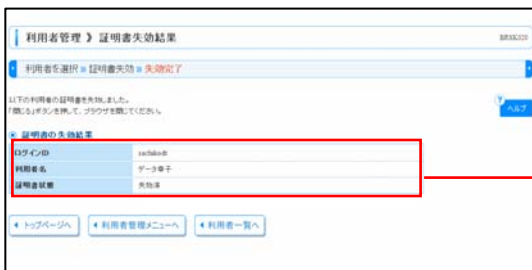 利用者管理 》 証明書失効結果
利用者を選択 » 証明書失効 » 失効完了
以下の利用者の証明書を失効しました。
「閉じる」ボタンを押して、ブラウザを閉じてください。
ヘルプ
証明書の失効結果
ログインID
利用者名 データ幸子
証明書状態 失効済
トップページへ 利用者管理メニューへ 利用者一覧へ